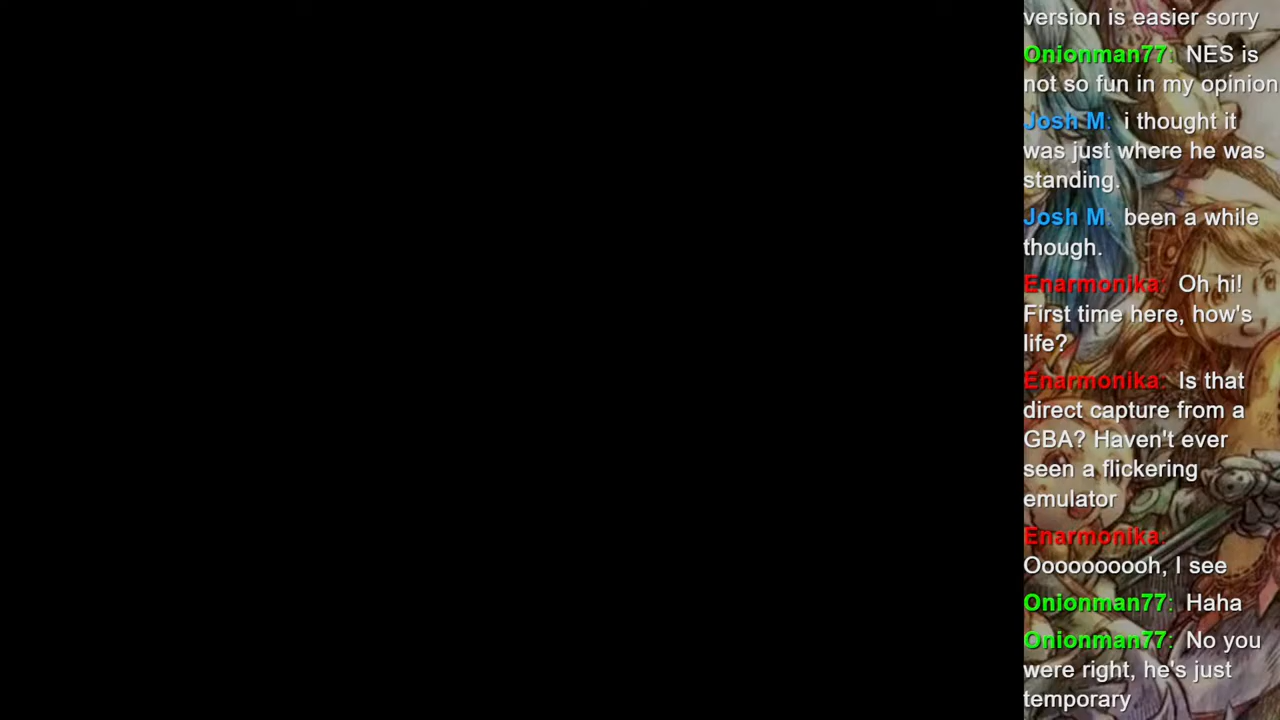 version is easier sorry
Onionman77: NES is
not so fun in my opinion
Josh M: i thought it
was just where he was
standing.
Josh M: been a while
though.
Enarmonika: Oh hi!
First time here, how's
life?
Enarmonika: Is that
direct capture from a
GBA? Haven't ever
seen a flickering
emulator
Enarmonika:
Oooooooooh, I see
Onionman77: Haha
Onionman77: No you
were right, he's just
temporary